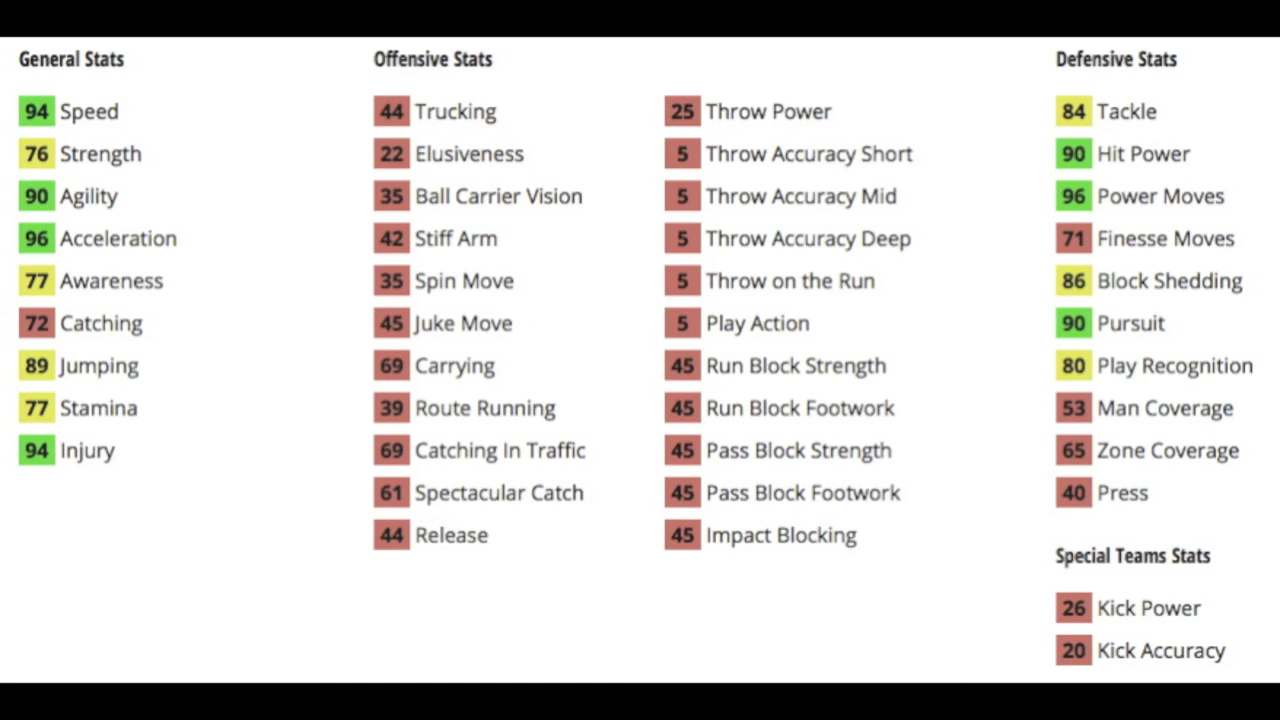 General Stats
94 Speed
76 Strength
90 Agility
96 Acceleration
77 Awareness
72 Catching
89 Jumping
77 Stamina
94 Injury
Offensive Stats
44 Trucking
22 Elusiveness
35 Ball Carrier Vision
42 Stiff Arm
35 Spin Move
45 Juke Move
69 Carrying
39 Route Running
69 Catching In Traffic
61 Spectacular Catch
44 Release
25 Throw Power
5 Throw Accuracy Short
5 Throw Accuracy Mid
5 Throw Accuracy Deep
5 Throw on the Run
5 Play Action
45 Run Block Strength
45 Run Block Footwork
45 Pass Block Strength
45 Pass Block Footwork
45 Impact Blocking
Defensive Stats
84 Tackle
90 Hit Power
96 Power Moves
71 Finesse Moves
86 Block Shedding
90 Pursuit
80 Play Recognition
53 Man Coverage
65 Zone Coverage
40 Press
Special Teams Stats
26 Kick Power
20 Kick Accuracy